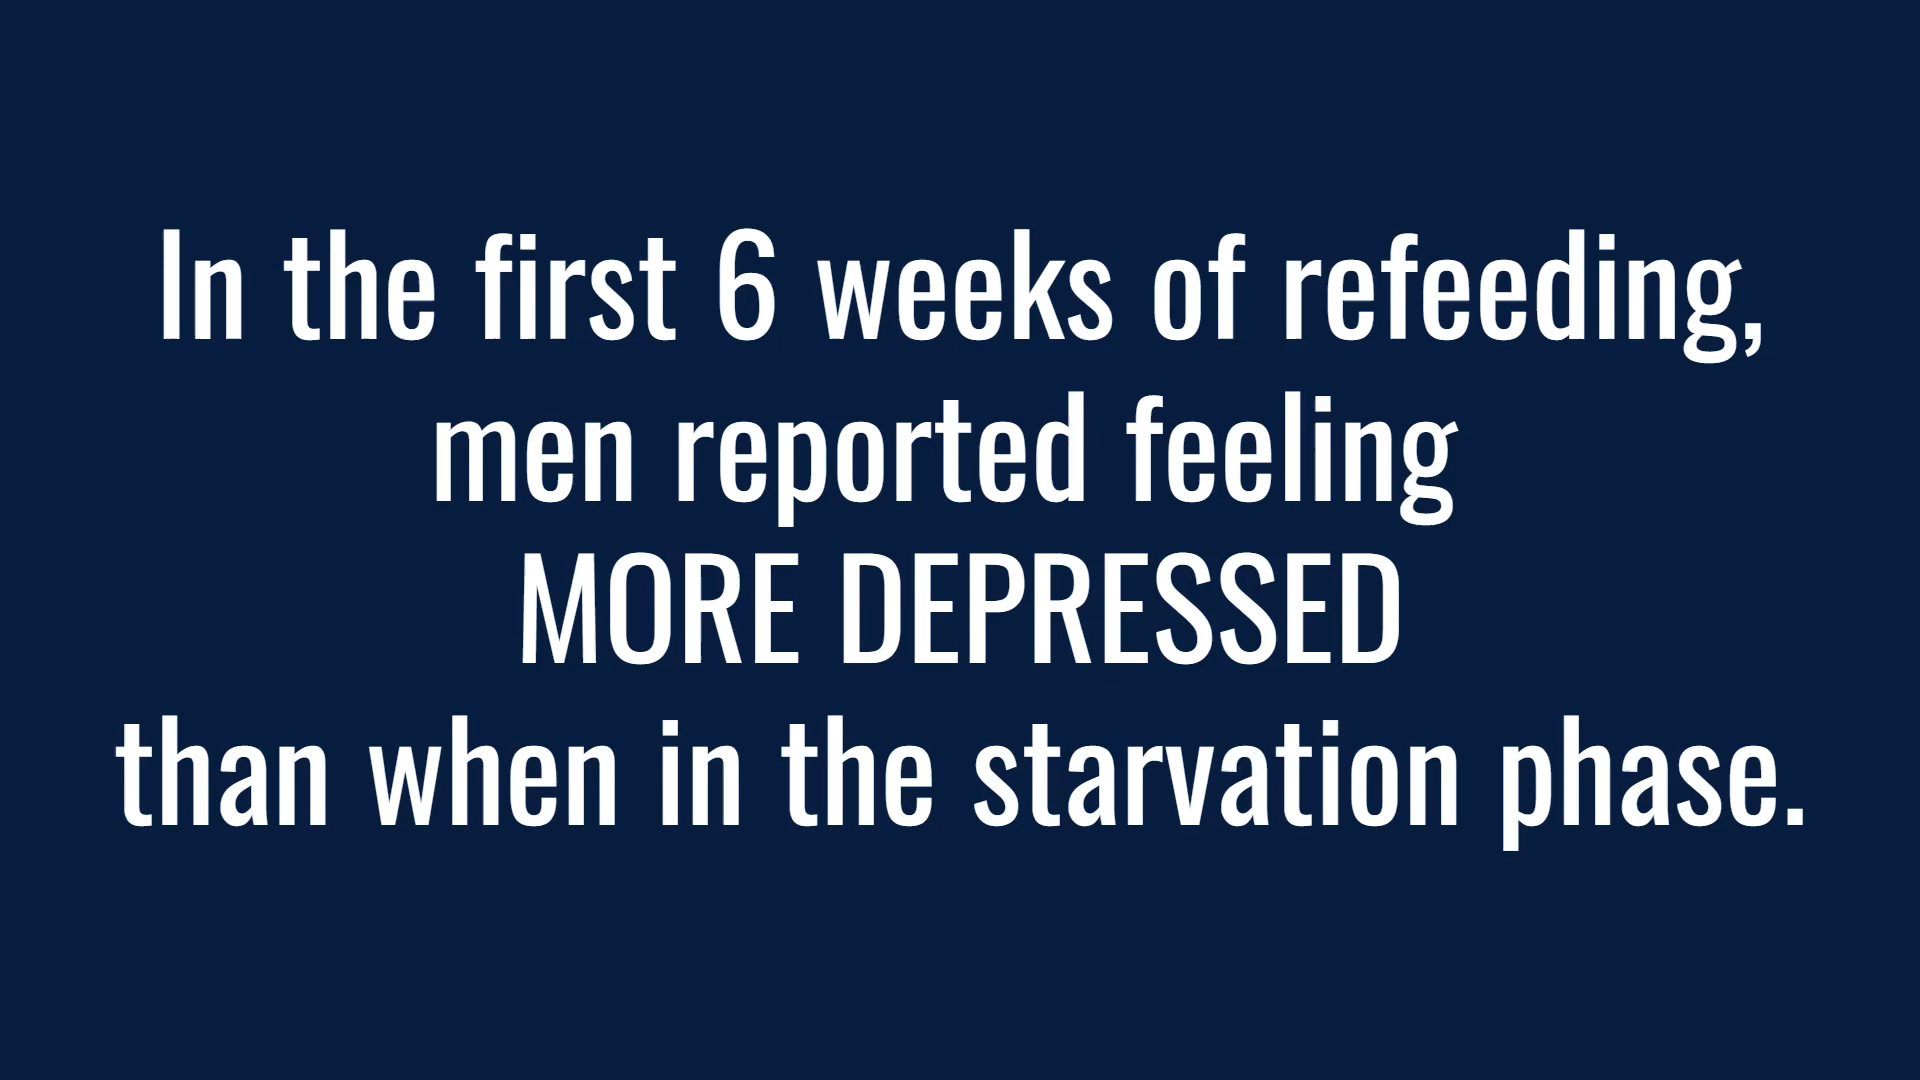 In the first 6 weeks of refeeding,
men reported feeling
MORE DEPRESSED
than when in the starvation phase.